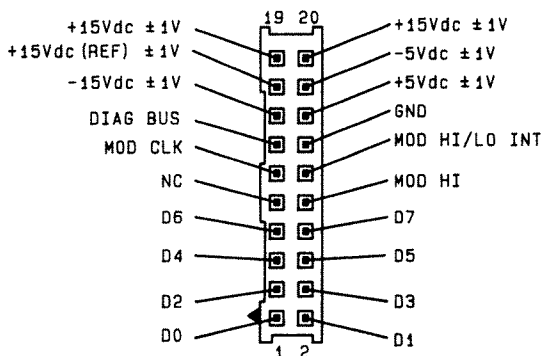 19 20
+15Vdc ±1V +15Vdc ±1V
+15Vdc(REF) ±1V -5Vdc ±1V
-15Vdc ±1V +5Vdc ±1V
DIAG BUS GND
MOD CLK MOD HI/LO INT
NC MOD HI
D6 D7
D4 D5
D2 D3
D0 D1
1 2